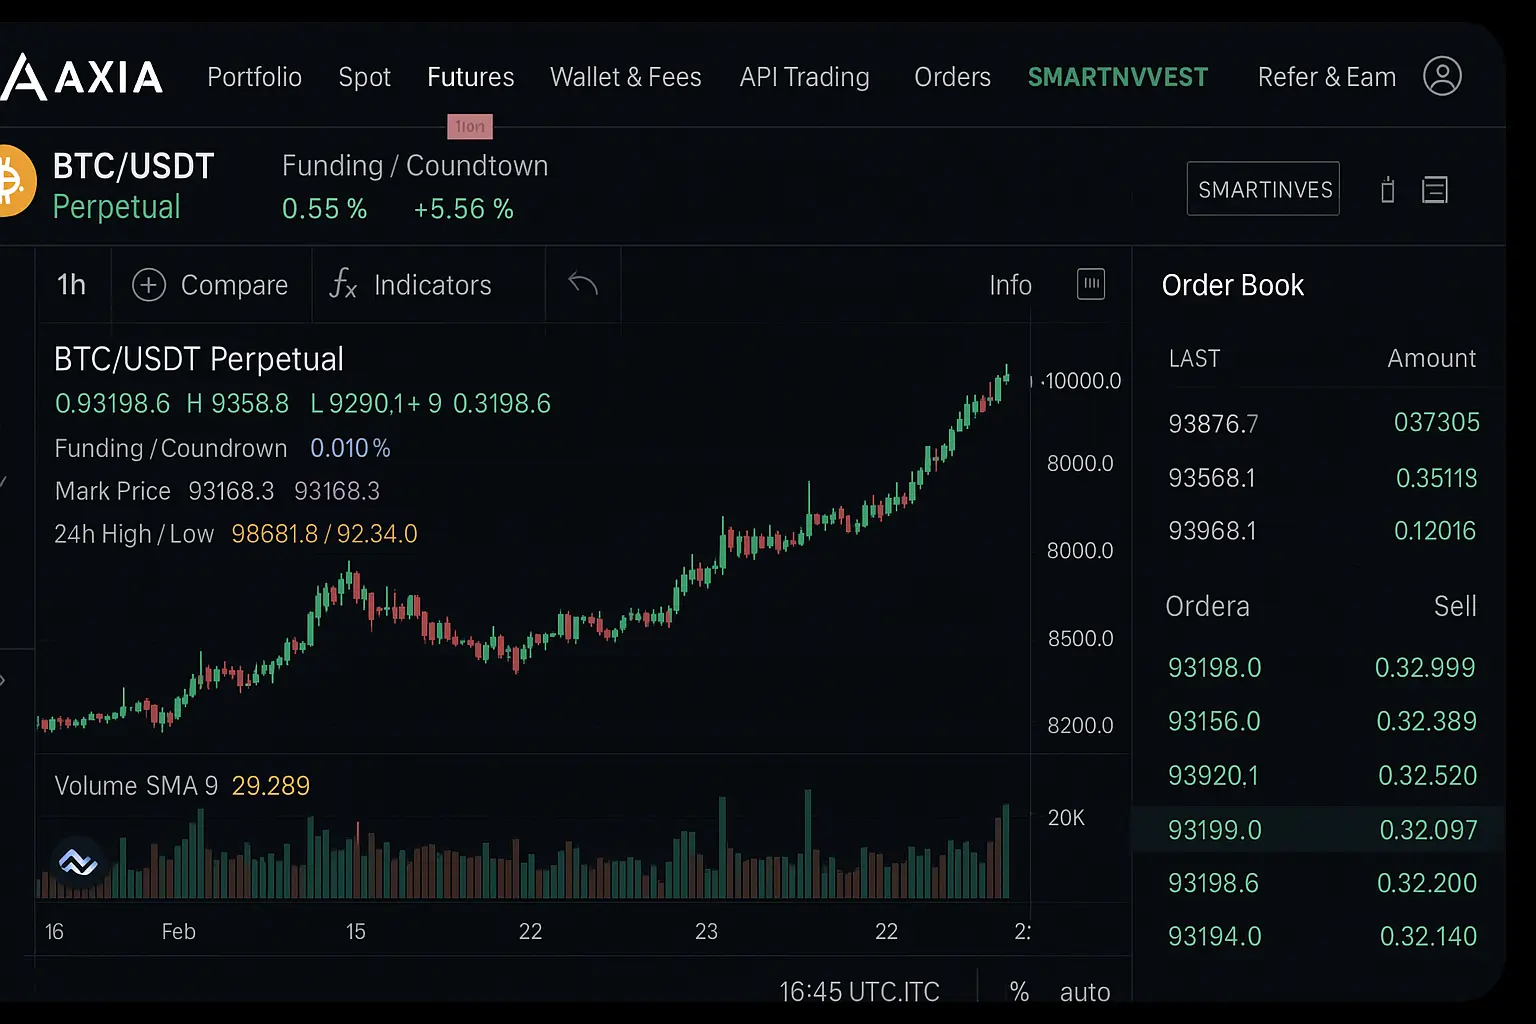 AXIA Portfolio Spot Futures Wallet & Fees API Trading Orders SMARTNVVEST Refer & Earn
1ion
BTC/USDT
Perpetual
Funding / Coundtown
0.55 % +5.56 %
SMARTINVES
1h Compare fx Indicators Info
BTC/USDT Perpetual
0.93198.6 H 9358.8 L 9290,1+ 9 0.3198.6
Funding / Coundrown 0.010%
Mark Price 93168.3 93168.3
24h High / Low 98681.8 / 92.34.0
10000.0
8000.0
8000.0
8500.0
8200.0
Volume SMA 9 29.289
20K
16 Feb 15 22 23 22 2:
16:45 UTC.ITC % auto
Order Book
LAST Amount
93876.7 037305
93568.1 0.35118
93968.1 0.12016
Ordera Sell
93198.0 0.32.999
93156.0 0.32.389
93920,1 0.32.520
93199.0 0.32.097
93198.6 0.32.200
93194.0 0.32.140